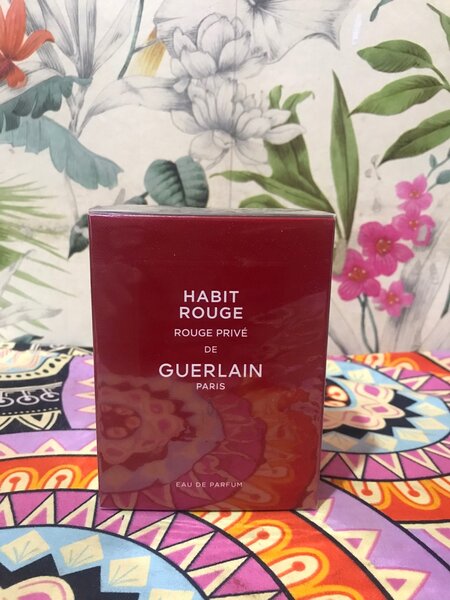 HABIT
ROUGE
ROUGE PRIVÉ
DE
GUERLAIN
PARIS
EAU DE PARFUM